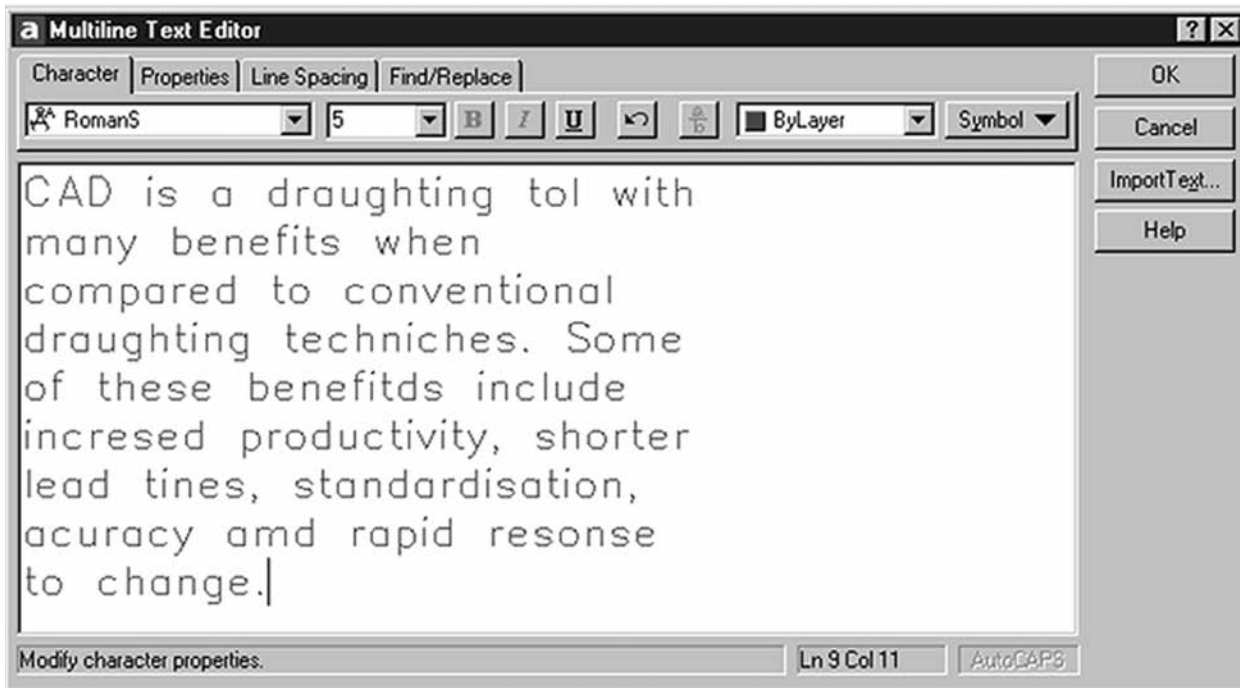 a Multiline Text Editor ? X
Character Properties Line Spacing Find/Replace
RomanS 5 B I U a/b ByLayer Symbol
OK
Cancel
ImportText...
Help
CAD is a draughting tol with
many benefits when
compared to conventional
draughting techniches. Some
of these benefitds include
incresed productivity, shorter
lead tines, standardisation,
acuracy amd rapid resonse
to change.
Modify character properties. Ln 9 Col 11 AutoCAPS